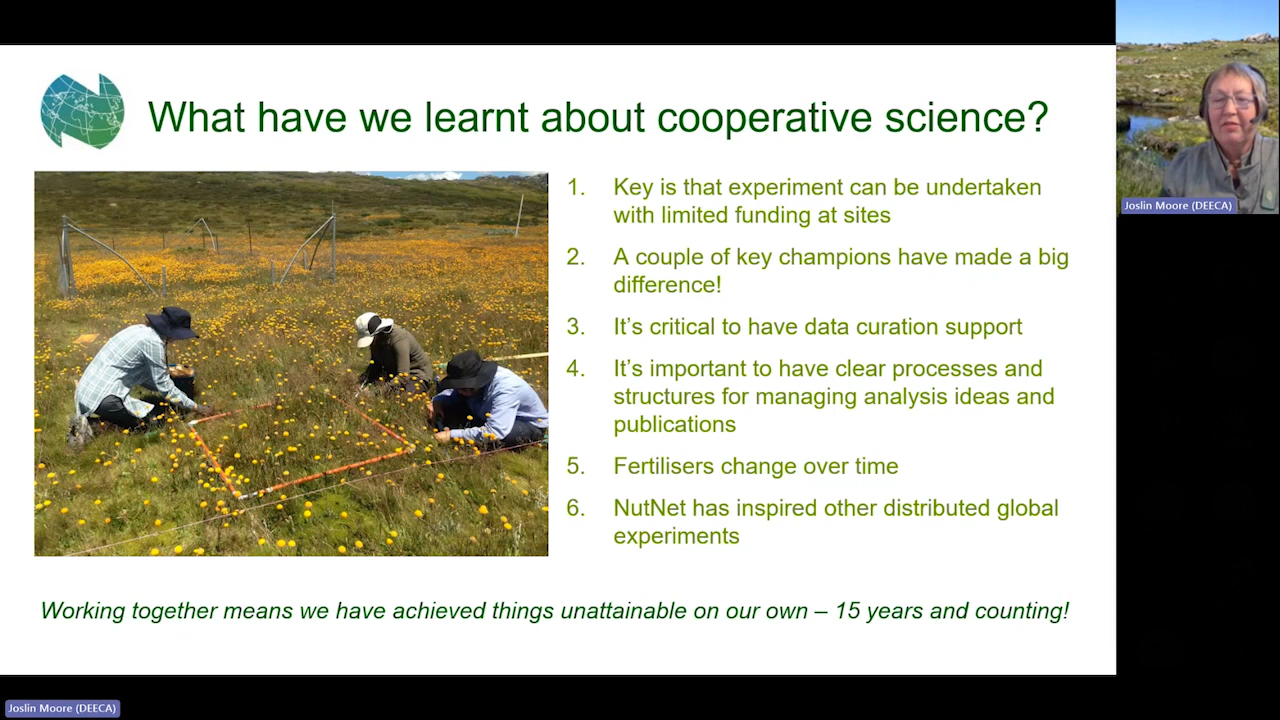 What have we learnt about cooperative science?
1. Key is that experiment can be undertaken
with limited funding at sites
2. A couple of key champions have made a big
difference!
3. It's critical to have data curation support
4. It's important to have clear processes and
structures for managing analysis ideas and
publications
5. Fertilisers change over time
6. NutNet has inspired other distributed global
experiments
Working together means we have achieved things unattainable on our own – 15 years and counting!
Joslin Moore (DEECA)
Joslin Moore (DEECA)